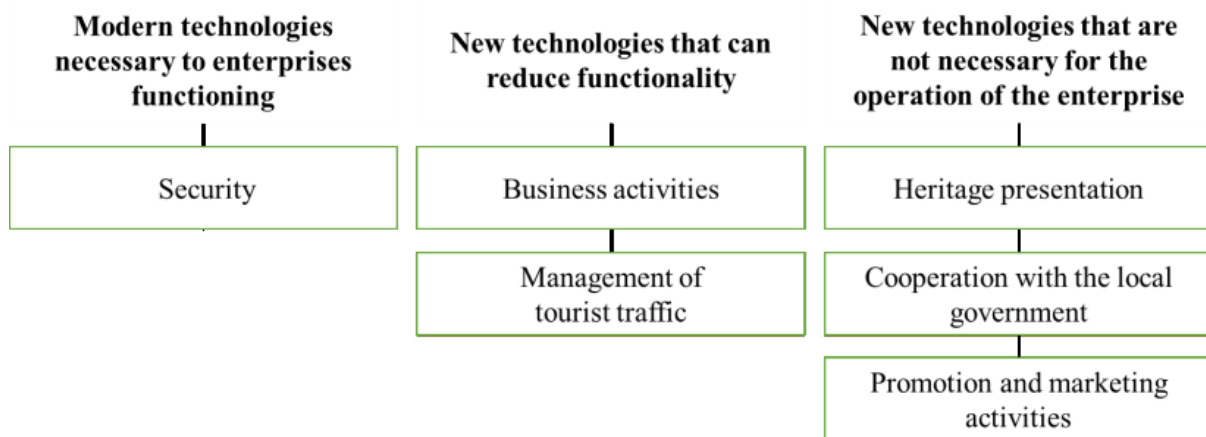 Modern technologies
necessary to enterprises
functioning
Security
New technologies that can
reduce functionality
Business activities
Management of
tourist traffic
New technologies that are
not necessary for the
operation of the enterprise
Heritage presentation
Cooperation with the local
government
Promotion and marketing
activities